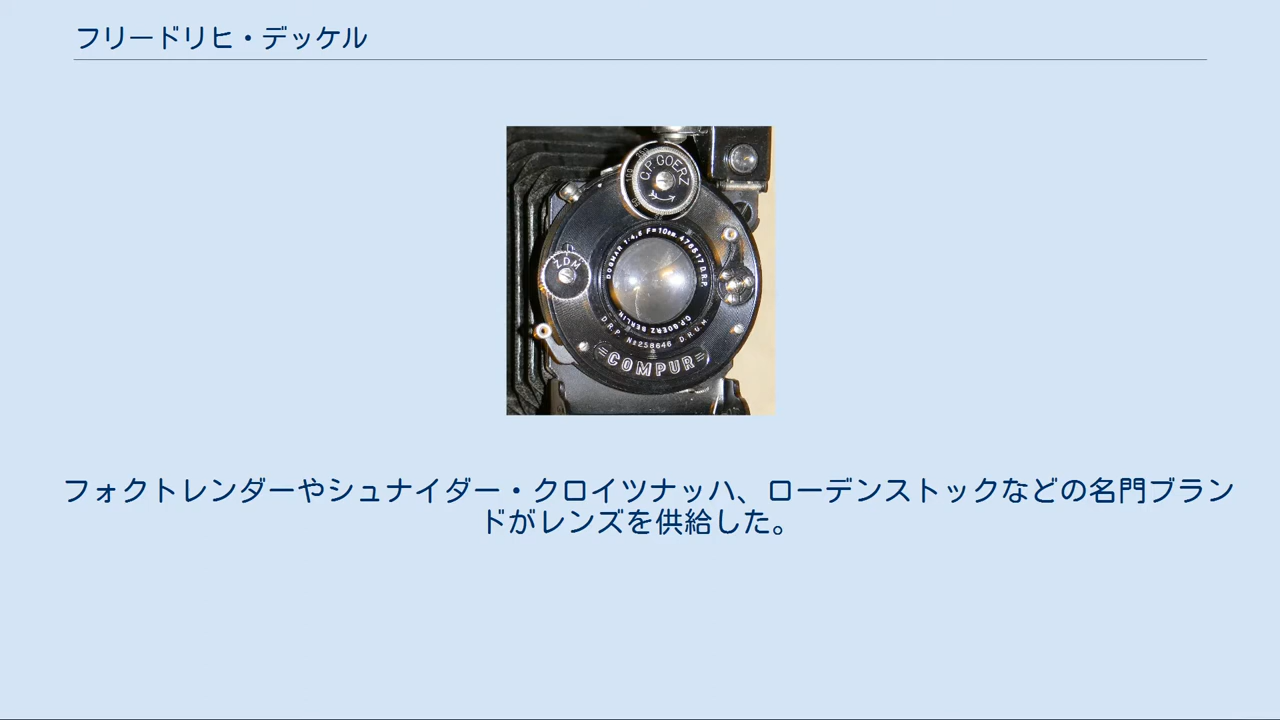 フリードリヒ・デッケル
C.P. GOERZ
ZDM
DOGMAR 1:4,8 F=10cm. 476517 D.R.P.
C.P. GOERZ BERLIN
D.R.P. No258646 D.R.G.M.
COMPUR
フォクトレンダーやシュナイダー・クロイツナッハ、ローデンストックなどの名門ブラン
ドがレンズを供給した。